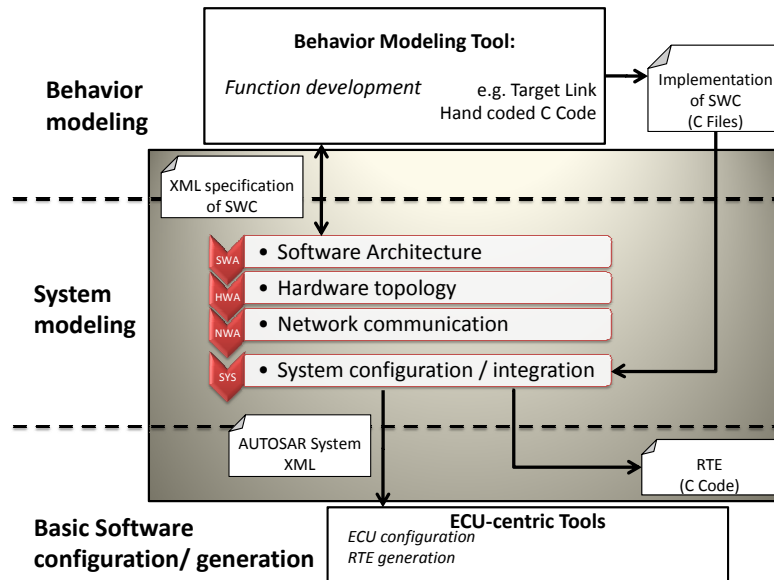 Behavior Modeling Tool:
Function development
e.g. Target Link
Hand coded C Code
Implementation
of SWC
(C Files)
Behavior
modeling
XML specification
of SWC
SWA
• Software Architecture
HWA
• Hardware topology
NWA
• Network communication
SYS
• System configuration / integration
System
modeling
AUTOSAR System
XML
RTE
(C Code)
Basic Software
configuration/ generation
ECU-centric Tools
ECU configuration
RTE generation